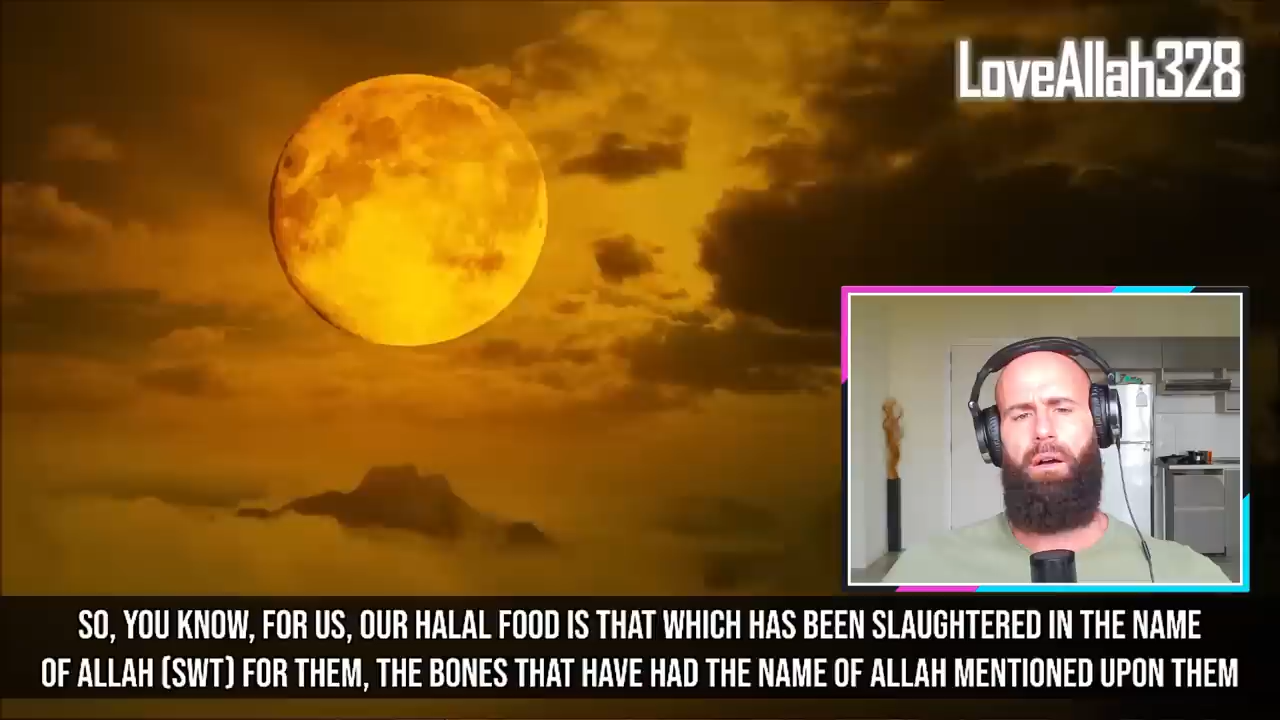 LoveAllah328
SO, YOU KNOW, FOR US, OUR HALAL FOOD IS THAT WHICH HAS BEEN SLAUGHTERED IN THE NAME
OF ALLAH (SWT) FOR THEM, THE BONES THAT HAVE HAD THE NAME OF ALLAH MENTIONED UPON THEM